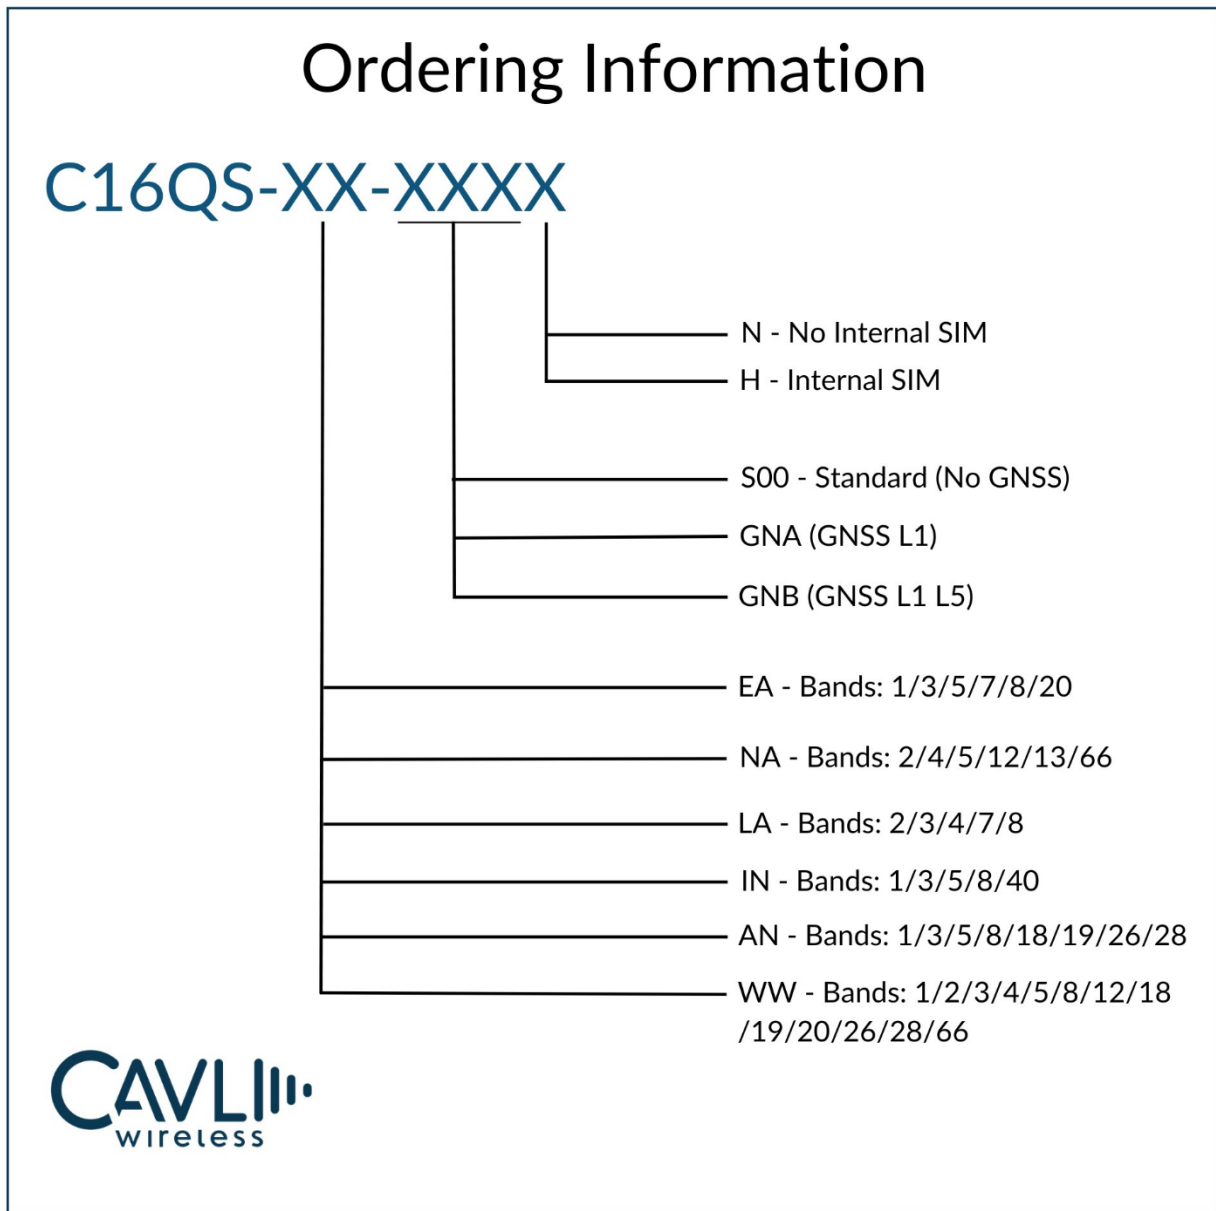 Ordering Information
C16QS-XX-XXXX
N - No Internal SIM
H - Internal SIM
S00 - Standard (No GNSS)
GNA (GNSS L1)
GNB (GNSS L1 L5)
EA - Bands: 1/3/5/7/8/20
NA - Bands: 2/4/5/12/13/66
LA - Bands: 2/3/4/7/8
IN - Bands: 1/3/5/8/40
AN - Bands: 1/3/5/8/18/19/26/28
WW - Bands: 1/2/3/4/5/8/12/18
/19/20/26/28/66
CAVLI
wireless